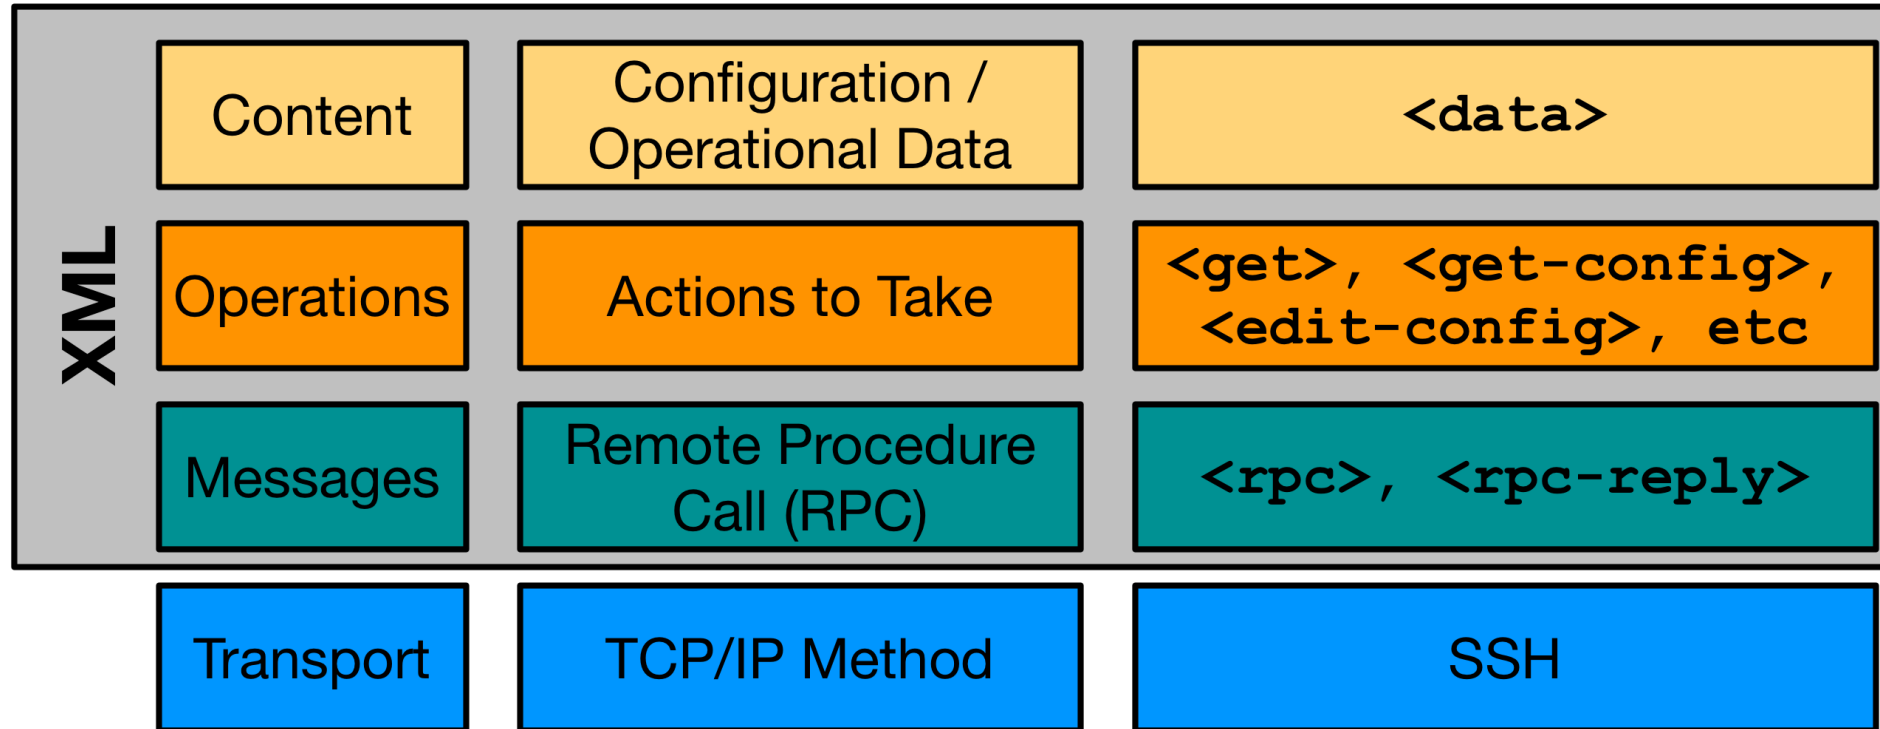 XML
Content
Configuration /
Operational Data
<data>
Operations
Actions to Take
<get>, <get-config>,
<edit-config>, etc
Messages
Remote Procedure
Call (RPC)
<rpc>, <rpc-reply>
Transport
TCP/IP Method
SSH